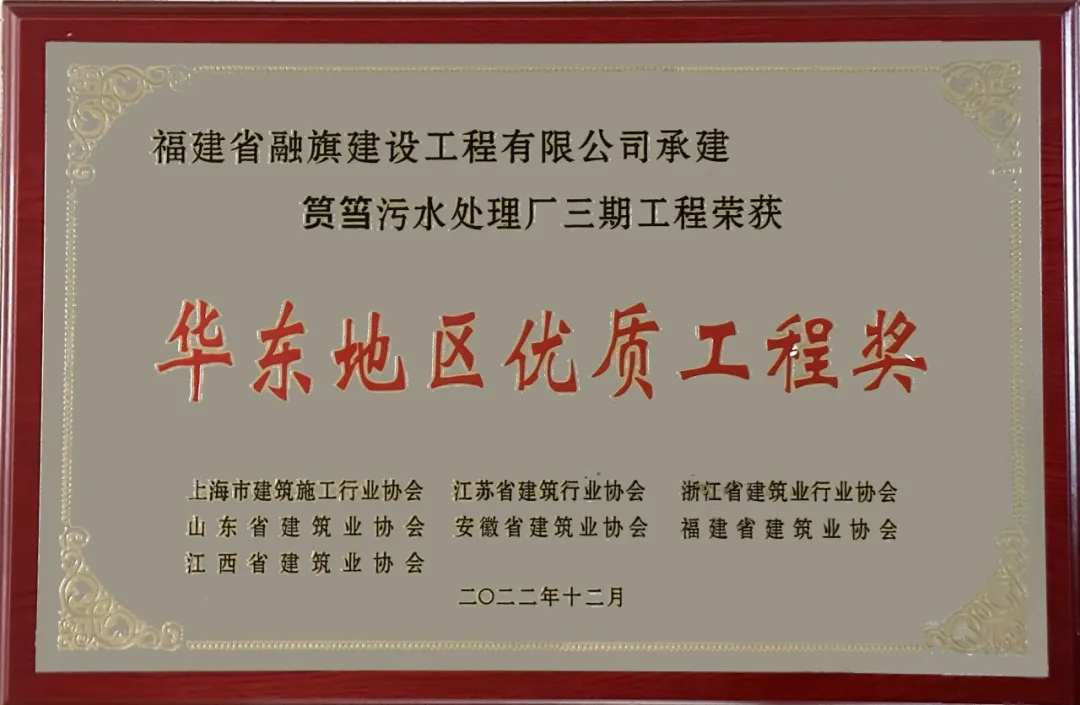 福建省融旗建设工程有限公司承建
筼筜污水处理厂三期工程荣获
华东地区优质工程奖
上海市建筑施工行业协会 江苏省建筑行业协会 浙江省建筑业行业协会
山东省建筑业协会 安徽省建筑业协会 福建省建筑业协会
江西省建筑业协会
二〇二二年十二月